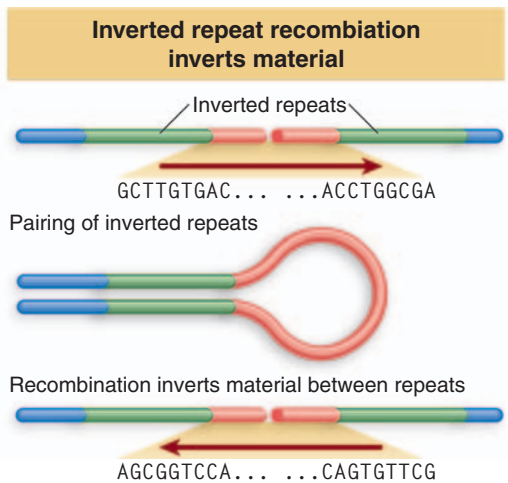 Inverted repeat recombiation
inverts material
Inverted repeats
GCTTGTGAC... ...ACCTGGCGA
Pairing of inverted repeats
Recombination inverts material between repeats
AGCGGTCCA... ...CAGTGTTCG